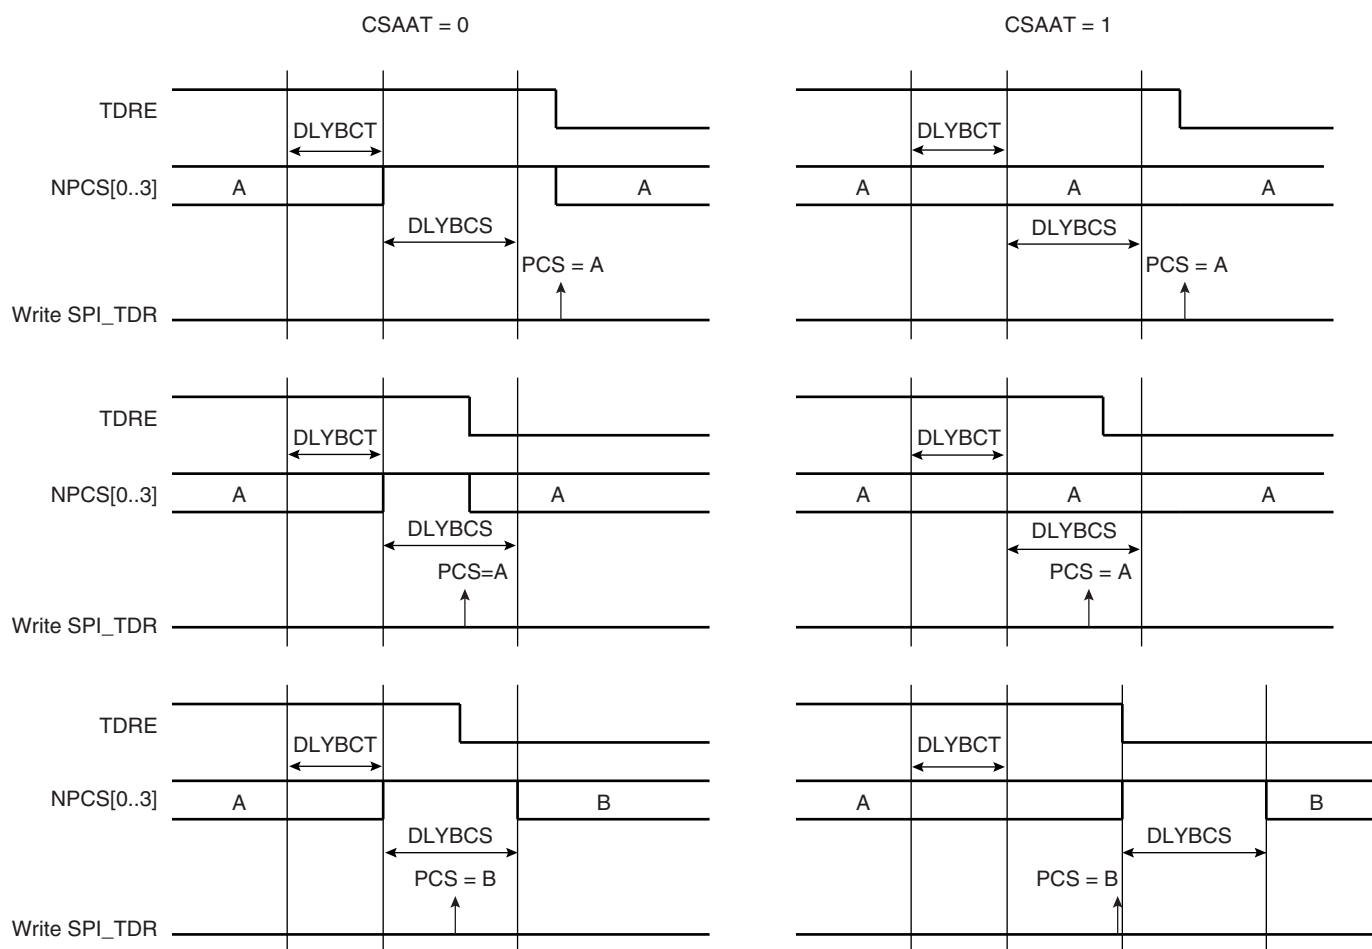 CSAAT = 0 CSAAT = 1
TDRE
DLYBCT DLYBCT
NPCS[0..3] A A A A A
DLYBCS DLYBCS
PCS = A PCS = A
Write SPI_TDR
TDRE
DLYBCT DLYBCT
NPCS[0..3] A A A A A
DLYBCS DLYBCS
PCS=A PCS = A
Write SPI_TDR
TDRE
DLYBCT DLYBCT
NPCS[0..3] A B A B
DLYBCS DLYBCS
PCS = B PCS = B
Write SPI_TDR